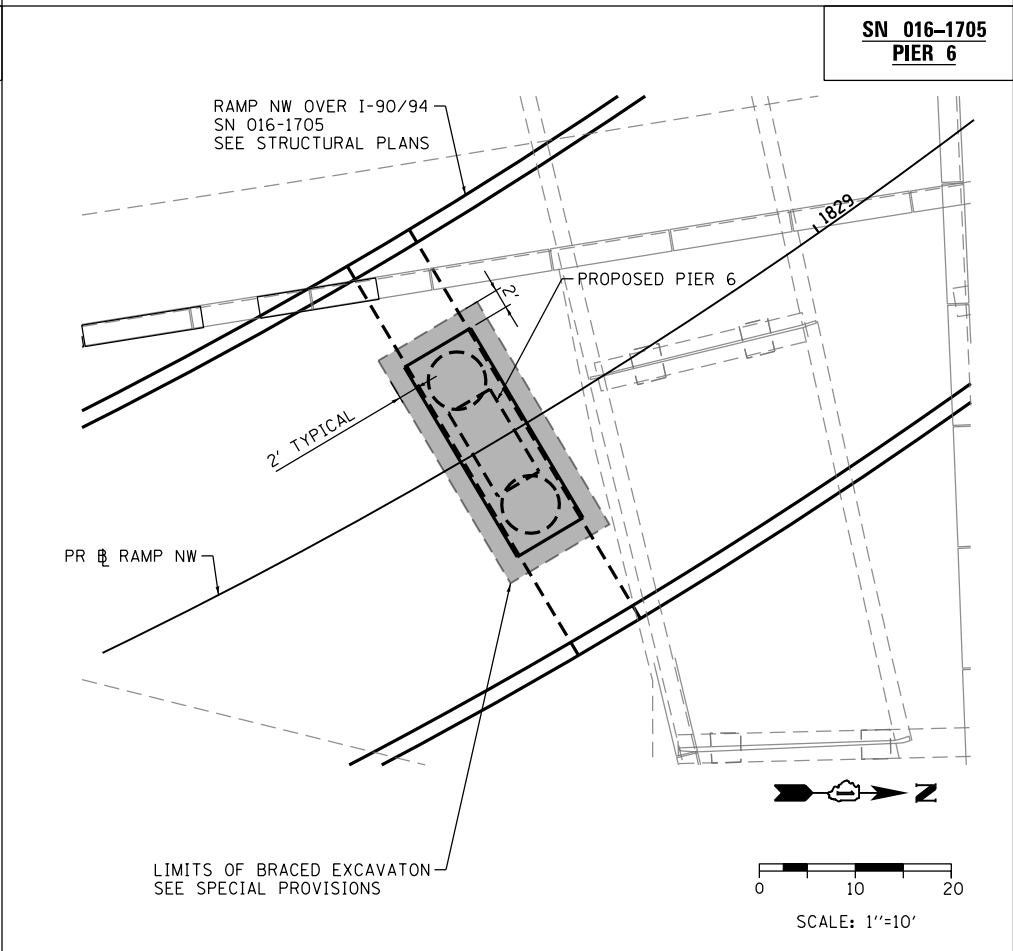 SN 016-1705
PIER 6
RAMP NW OVER I-90/94
SN 016-1705
SEE STRUCTURAL PLANS
1829
2'
PROPOSED PIER 6
2' TYPICAL
PR ⅊ RAMP NW
LIMITS OF BRACED EXCAVATON
SEE SPECIAL PROVISIONS
N
0 10 20
SCALE: 1''=10'